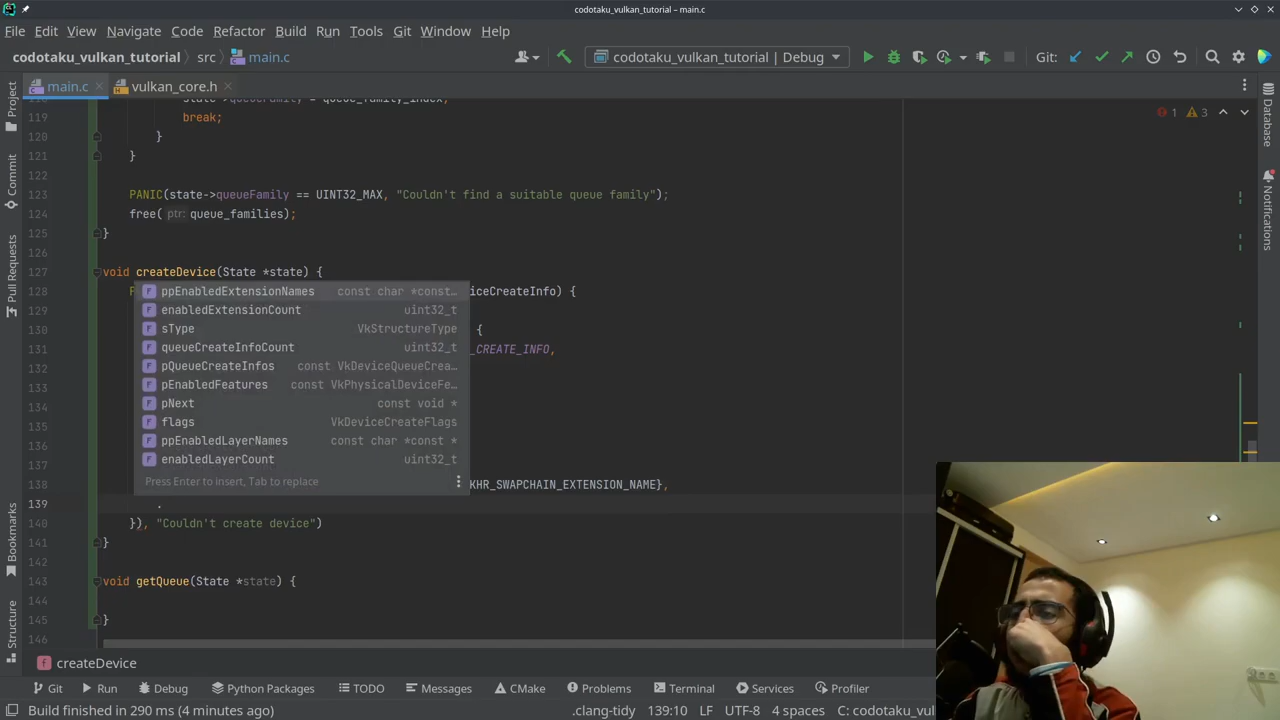 codotaku_vulkan_tutorial – main.c
File Edit View Navigate Code Refactor Build Run Tools Git Window Help
codotaku_vulkan_tutorial src main.c codotaku_vulkan_tutorial | Debug Git:
main.c vulkan_core.h
Project
Commit
Pull Requests
Bookmarks
Structure
1 3
119 break;
120 }
121 }
122
123 PANIC(state->queueFamily == UINT32_MAX, "Couldn't find a suitable queue family");
124 free( ptr: queue_families);
125 }
126
127 void createDevice(State *state) {
128 iceCreateInfo) {
129
130 {
131 _CREATE_INFO,
132
133
134
135
136
137
138 KHR_SWAPCHAIN_EXTENSION_NAME},
139 .
140 }), "Couldn't create device")
141 }
142
143 void getQueue(State *state) {
144
145 }
146
ppEnabledExtensionNames const char *const…
enabledExtensionCount uint32_t
sType VkStructureType
queueCreateInfoCount uint32_t
pQueueCreateInfos const VkDeviceQueueCrea…
pEnabledFeatures const VkPhysicalDeviceFe…
pNext const void *
flags VkDeviceCreateFlags
ppEnabledLayerNames const char *const *
enabledLayerCount uint32_t
Press Enter to insert, Tab to replace
Database
Notifications
createDevice
Git Run Debug Python Packages TODO Messages CMake Problems Terminal Services Profiler
Build finished in 290 ms (4 minutes ago) .clang-tidy 139:10 LF UTF-8 4 spaces C: codotaku_vu